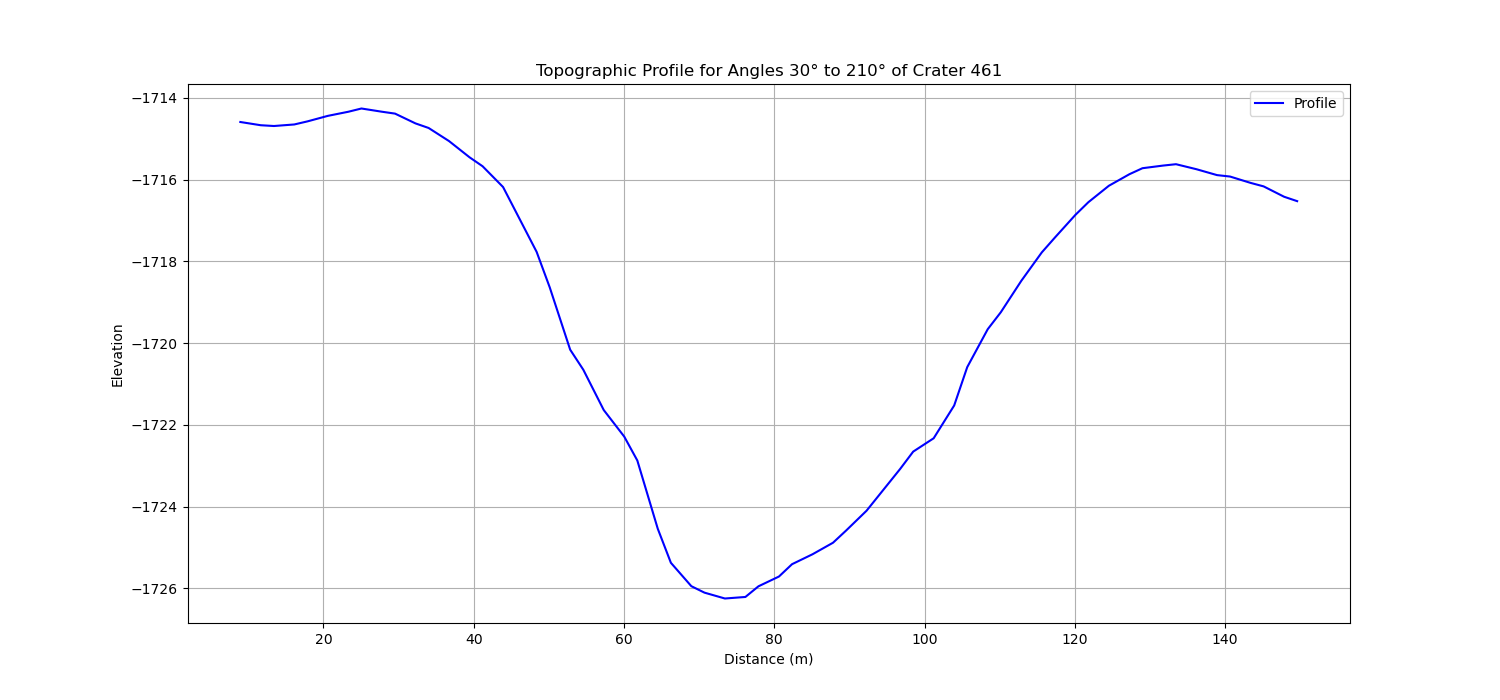 Topographic Profile for Angles 30° to 210° of Crater 461
Profile
−1714
−1716
−1718
−1720
−1722
−1724
−1726
Elevation
20 40 60 80 100 120 140
Distance (m)